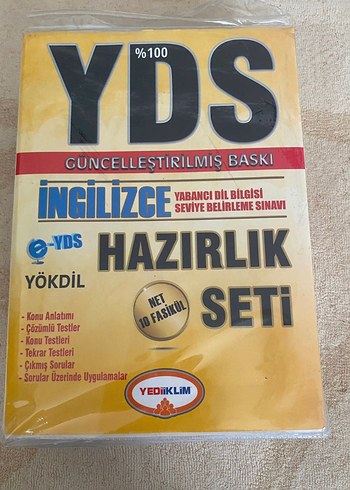 %100
YDS
GÜNCELLEŞTİRİLMİŞ BASKI
İNGİLİZCE YABANCI DİL BİLGİSİ
SEVİYE BELİRLEME SINAVI
e-YDS
HAZIRLIK
YÖKDİL
NET
10 FASİKÜL
SETİ
- Konu Anlatımı
- Çözümlü Testler
- Konu Testleri
- Tekrar Testleri
- Çıkmış Sorular
- Sorular Üzerinde Uygulamalar
YEDİİKLİM